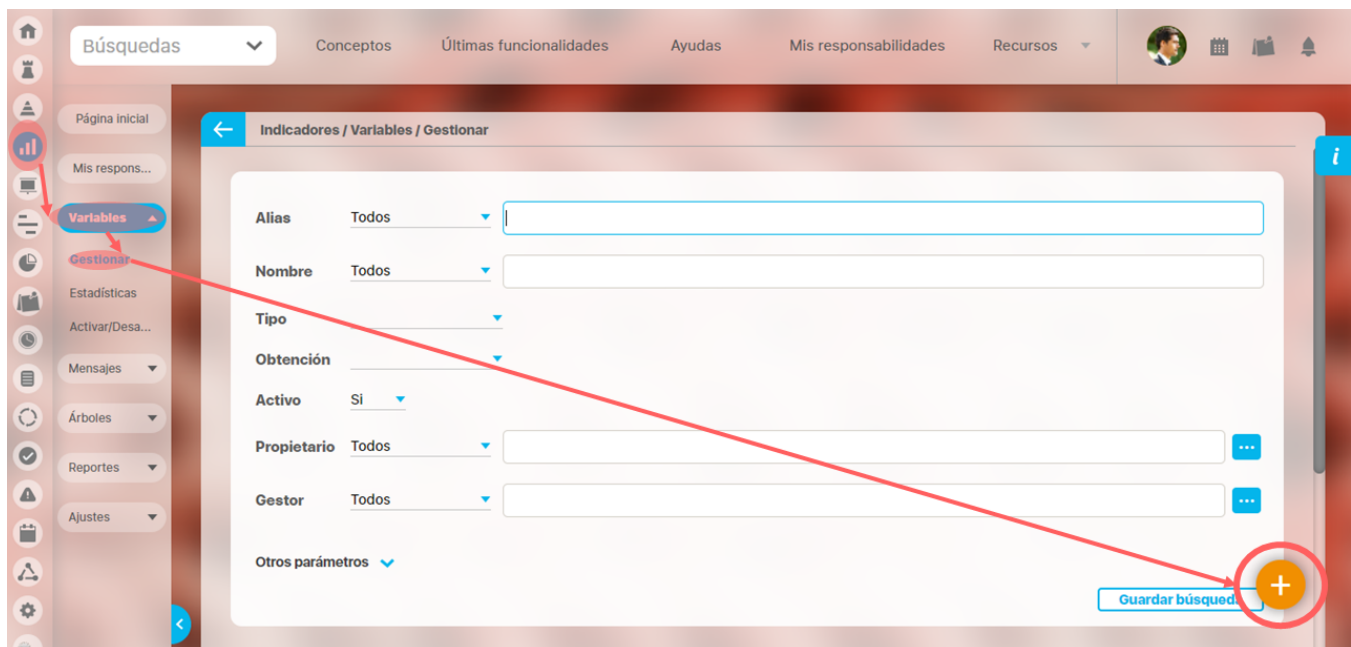 Búsquedas
Conceptos
Últimas funcionalidades
Ayudas
Mis responsabilidades
Recursos
Página inicial
Mis respons...
Variables
Gestionar
Estadísticas
Activar/Desa...
Mensajes
Árboles
Reportes
Ajustes
Indicadores / Variables / Gestionar
i
Alias Todos
Nombre Todos
Tipo
Obtención
Activo Si
Propietario Todos ...
Gestor Todos ...
Otros parámetros
Guardar búsqueda
+